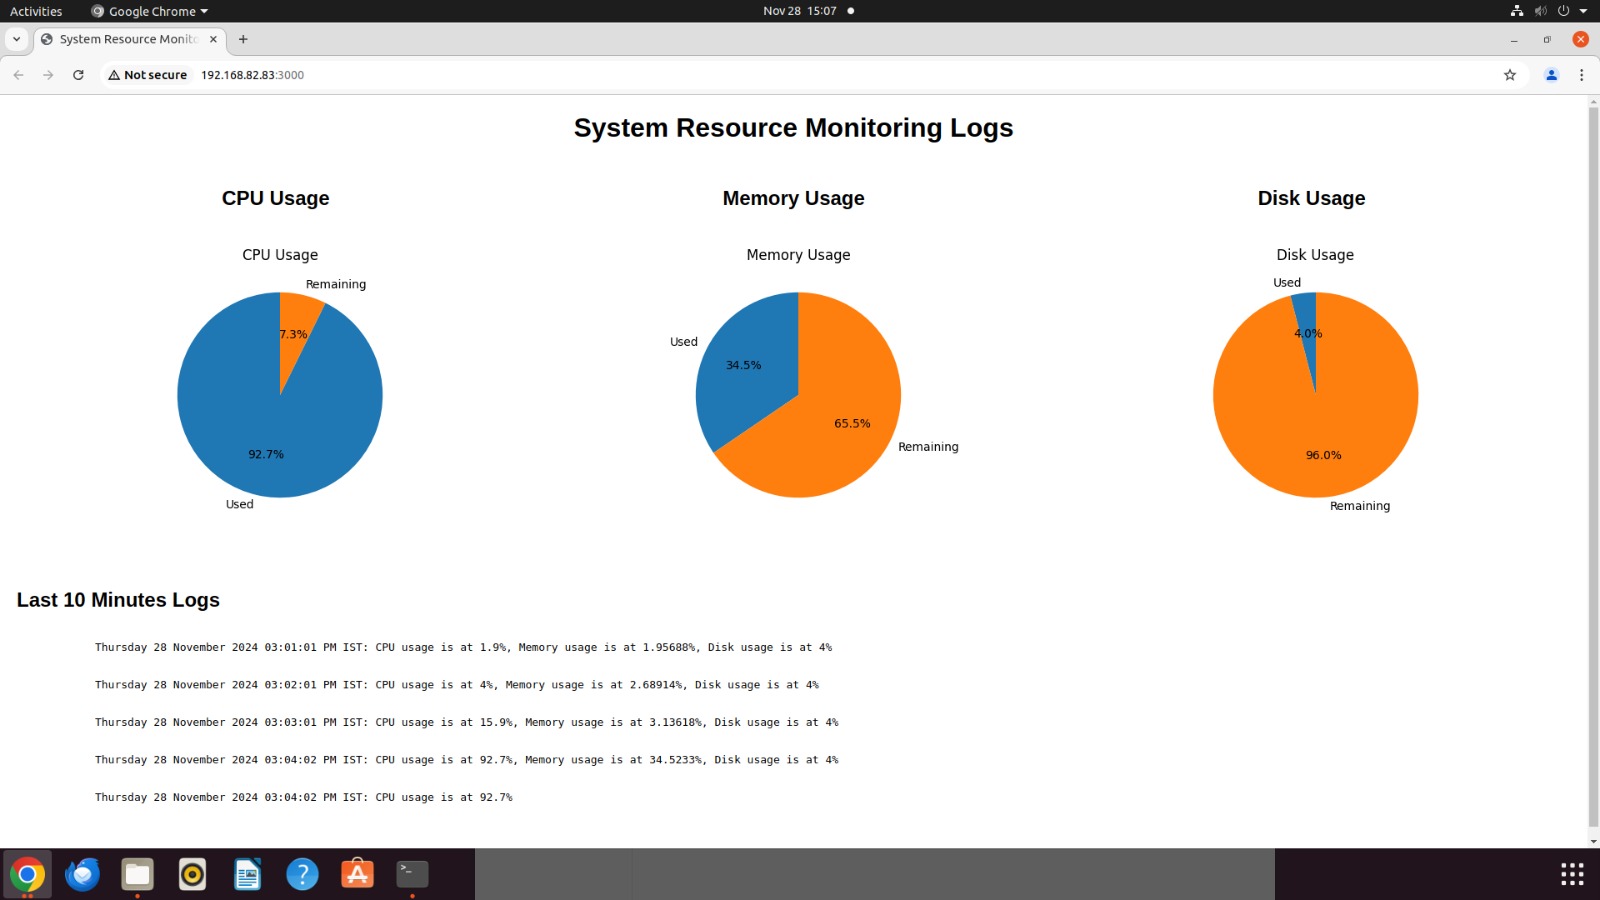 Activities Google Chrome Nov 28 15:07
System Resource Monito
Not secure 192.168.82.83:3000
System Resource Monitoring Logs
CPU Usage Memory Usage Disk Usage
CPU Usage Memory Usage Disk Usage
Remaining
7.3%
92.7%
Used
Used
34.5%
65.5%
Remaining
Used
4.0%
96.0%
Remaining
Last 10 Minutes Logs
Thursday 28 November 2024 03:01:01 PM IST: CPU usage is at 1.9%, Memory usage is at 1.95688%, Disk usage is at 4%
Thursday 28 November 2024 03:02:01 PM IST: CPU usage is at 4%, Memory usage is at 2.68914%, Disk usage is at 4%
Thursday 28 November 2024 03:03:01 PM IST: CPU usage is at 15.9%, Memory usage is at 3.13618%, Disk usage is at 4%
Thursday 28 November 2024 03:04:02 PM IST: CPU usage is at 92.7%, Memory usage is at 34.5233%, Disk usage is at 4%
Thursday 28 November 2024 03:04:02 PM IST: CPU usage is at 92.7%